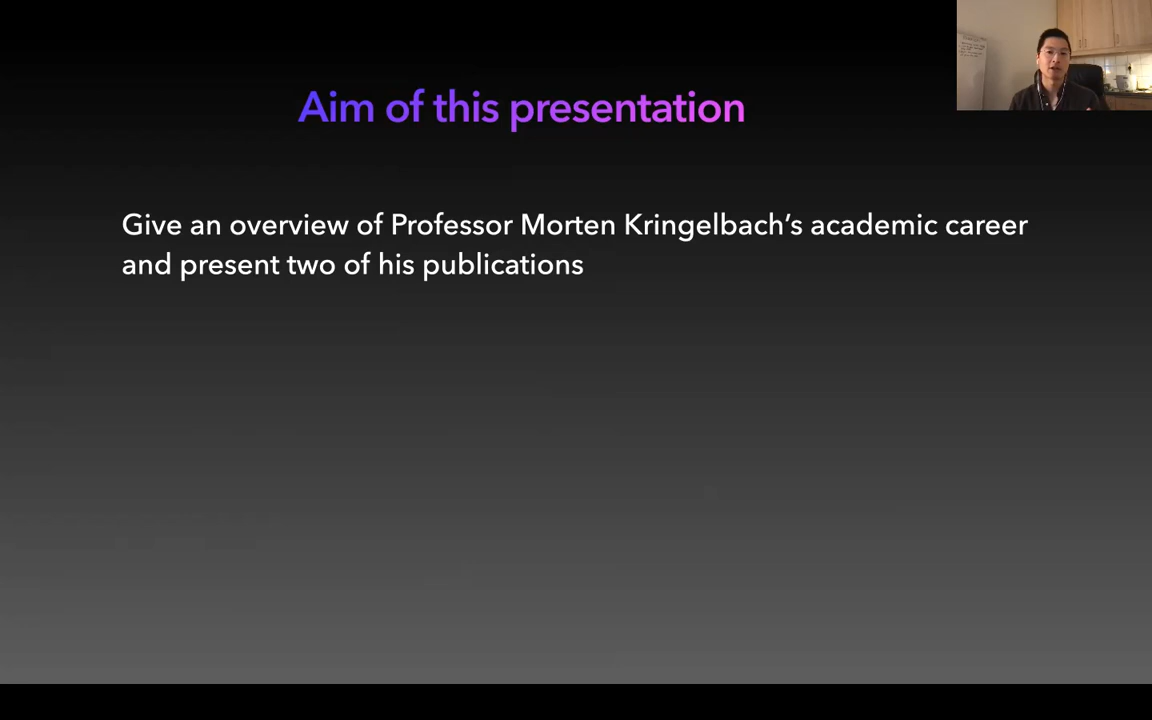 Aim of this presentation
Give an overview of Professor Morten Kringelbach’s academic career
and present two of his publications